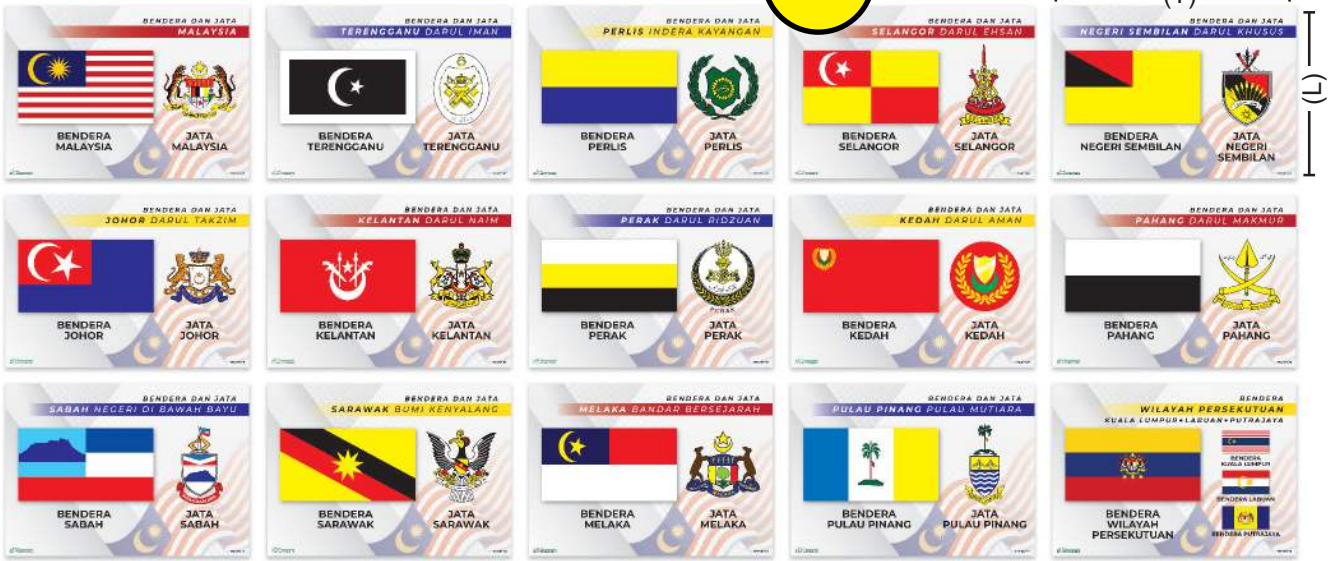 (T)
BENDERA DAN JATA
MALAYSIA
BENDERA
MALAYSIA
JATA
MALAYSIA
BENDERA DAN JATA
TERENGGANU DARUL IMAN
BENDERA
TERENGGANU
JATA
TERENGGANU
BENDERA DAN JATA
PERLIS INDERA KAYANGAN
BENDERA
PERLIS
JATA
PERLIS
BENDERA DAN JATA
SELANGOR DARUL EHSAN
BENDERA
SELANGOR
JATA
SELANGOR
BENDERA DAN JATA
NEGERI SEMBILAN DARUL KHUSUS
BENDERA
NEGERI SEMBILAN
JATA
NEGERI
SEMBILAN
(L)
BENDERA DAN JATA
JOHOR DARUL TAKZIM
BENDERA
JOHOR
JATA
JOHOR
BENDERA DAN JATA
KELANTAN DARUL NAIM
BENDERA
KELANTAN
JATA
KELANTAN
BENDERA DAN JATA
PERAK DARUL RIDZUAN
BENDERA
PERAK
PERAK
JATA
PERAK
BENDERA DAN JATA
KEDAH DARUL AMAN
BENDERA
KEDAH
JATA
KEDAH
BENDERA DAN JATA
PAHANG DARUL MAKMUR
BENDERA
PAHANG
JATA
PAHANG
BENDERA DAN JATA
SABAH NEGERI DI BAWAH BAYU
BENDERA
SABAH
JATA
SABAH
BENDERA DAN JATA
SARAWAK BUMI KENYALANG
BENDERA
SARAWAK
JATA
SARAWAK
BENDERA DAN JATA
MELAKA BANDAR BERSEJARAH
BENDERA
MELAKA
JATA
MELAKA
BENDERA DAN JATA
PULAU PINANG PULAU MUTIARA
BENDERA
PULAU PINANG
JATA
PULAU PINANG
BENDERA
WILAYAH PERSEKUTUAN
KUALA LUMPUR•LABUAN•PUTRAJAYA
BENDERA
WILAYAH
PERSEKUTUAN
BENDERA
KUALA LUMPUR
BENDERA LABUAN
BENDERA PUTRAJAYA